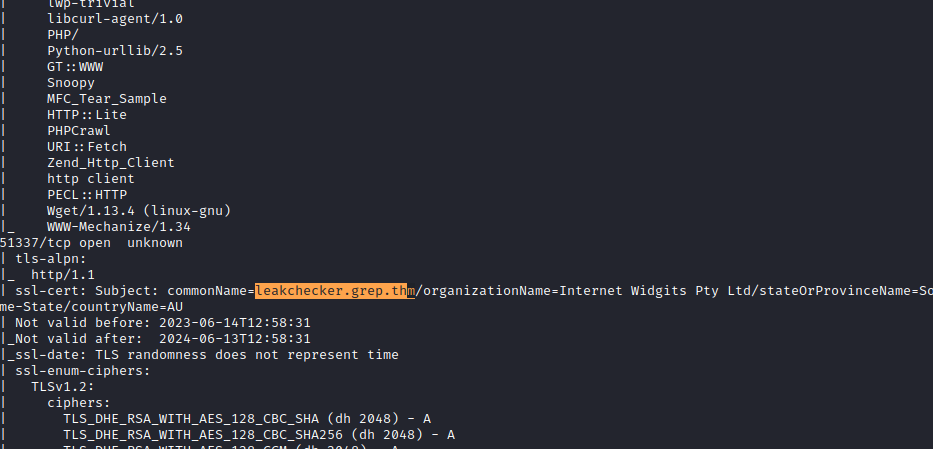 |     lwp-trivial
|     libcurl-agent/1.0
|     PHP/
|     Python-urllib/2.5
|     GT::WWW
|     Snoopy
|     MFC_Tear_Sample
|     HTTP::Lite
|     PHPCrawl
|     URI::Fetch
|     Zend_Http_Client
|     http client
|     PECL::HTTP
|     Wget/1.13.4 (linux-gnu)
|_    WWW-Mechanize/1.34
51337/tcp open  unknown
| tls-alpn:
|_  http/1.1
| ssl-cert: Subject: commonName=leakchecker.grep.thm/organizationName=Internet Widgits Pty Ltd/stateOrProvinceName=So
me-State/countryName=AU
| Not valid before: 2023-06-14T12:58:31
|_Not valid after:  2024-06-13T12:58:31
|_ssl-date: TLS randomness does not represent time
| ssl-enum-ciphers:
|   TLSv1.2:
|     ciphers:
|       TLS_DHE_RSA_WITH_AES_128_CBC_SHA (dh 2048) - A
|       TLS_DHE_RSA_WITH_AES_128_CBC_SHA256 (dh 2048) - A
|       TLS_DHE_RSA_WITH_AES_128_CCM (dh 2048) - A